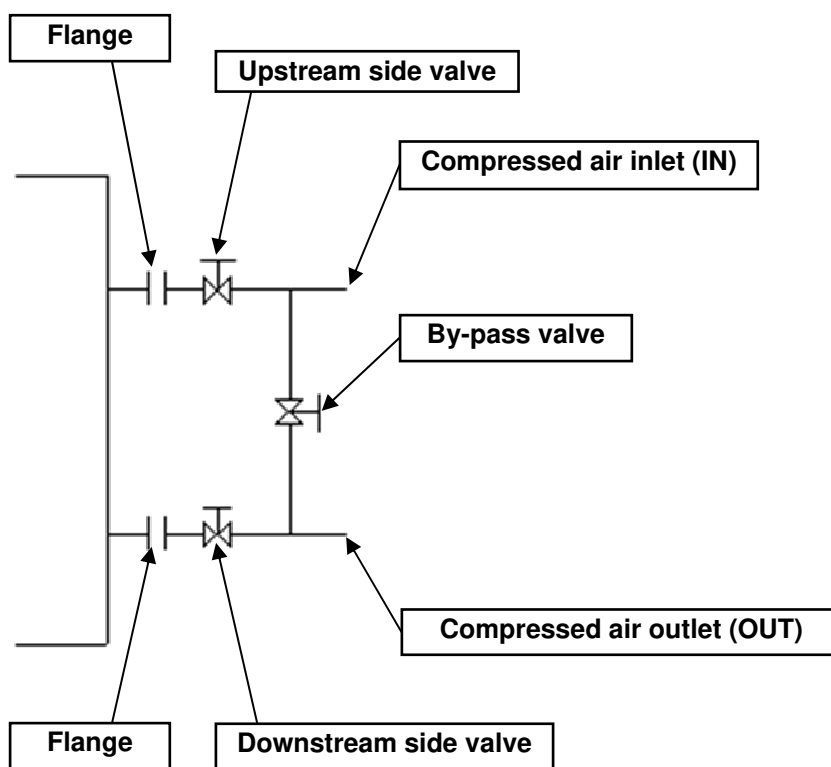 Flange
Upstream side valve
Compressed air inlet (IN)
By-pass valve
Compressed air outlet (OUT)
Flange
Downstream side valve